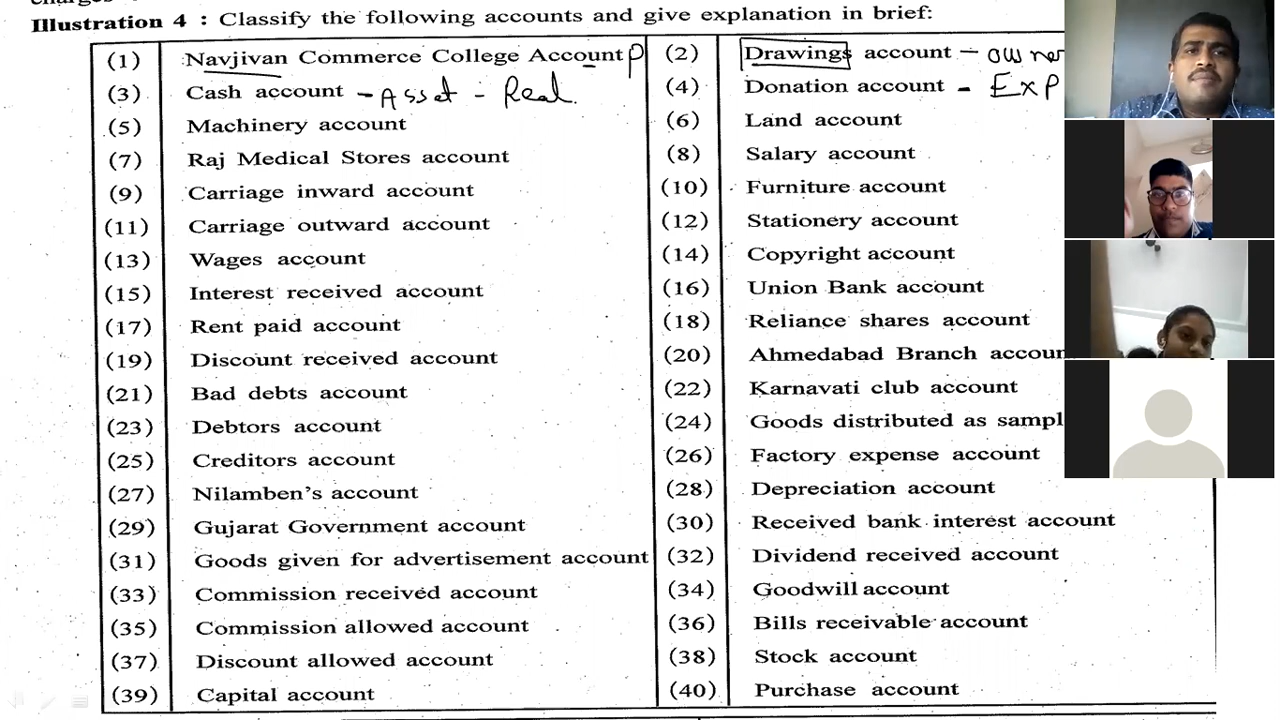 Illustration 4 : Classify the following accounts and give explanation in brief:
(1) Navjivan Commerce College Account P (2) Drawings account - owner
(3) Cash account - Asset - Real (4) Donation account - Exp
(5) Machinery account (6) Land account
(7) Raj Medical Stores account (8) Salary account
(9) Carriage inward account (10) Furniture account
(11) Carriage outward account (12) Stationery account
(13) Wages account (14) Copyright account
(15) Interest received account (16) Union Bank account
(17) Rent paid account (18) Reliance shares account
(19) Discount received account (20) Ahmedabad Branch accoun
(21) Bad debts account (22) Karnavati club account
(23) Debtors account (24) Goods distributed as sampl
(25) Creditors account (26) Factory expense account
(27) Nilamben's account (28) Depreciation account
(29) Gujarat Government account (30) Received bank interest account
(31) Goods given for advertisement account (32) Dividend received account
(33) Commission received account (34) Goodwill account
(35) Commission allowed account (36) Bills receivable account
(37) Discount allowed account (38) Stock account
(39) Capital account (40) Purchase account